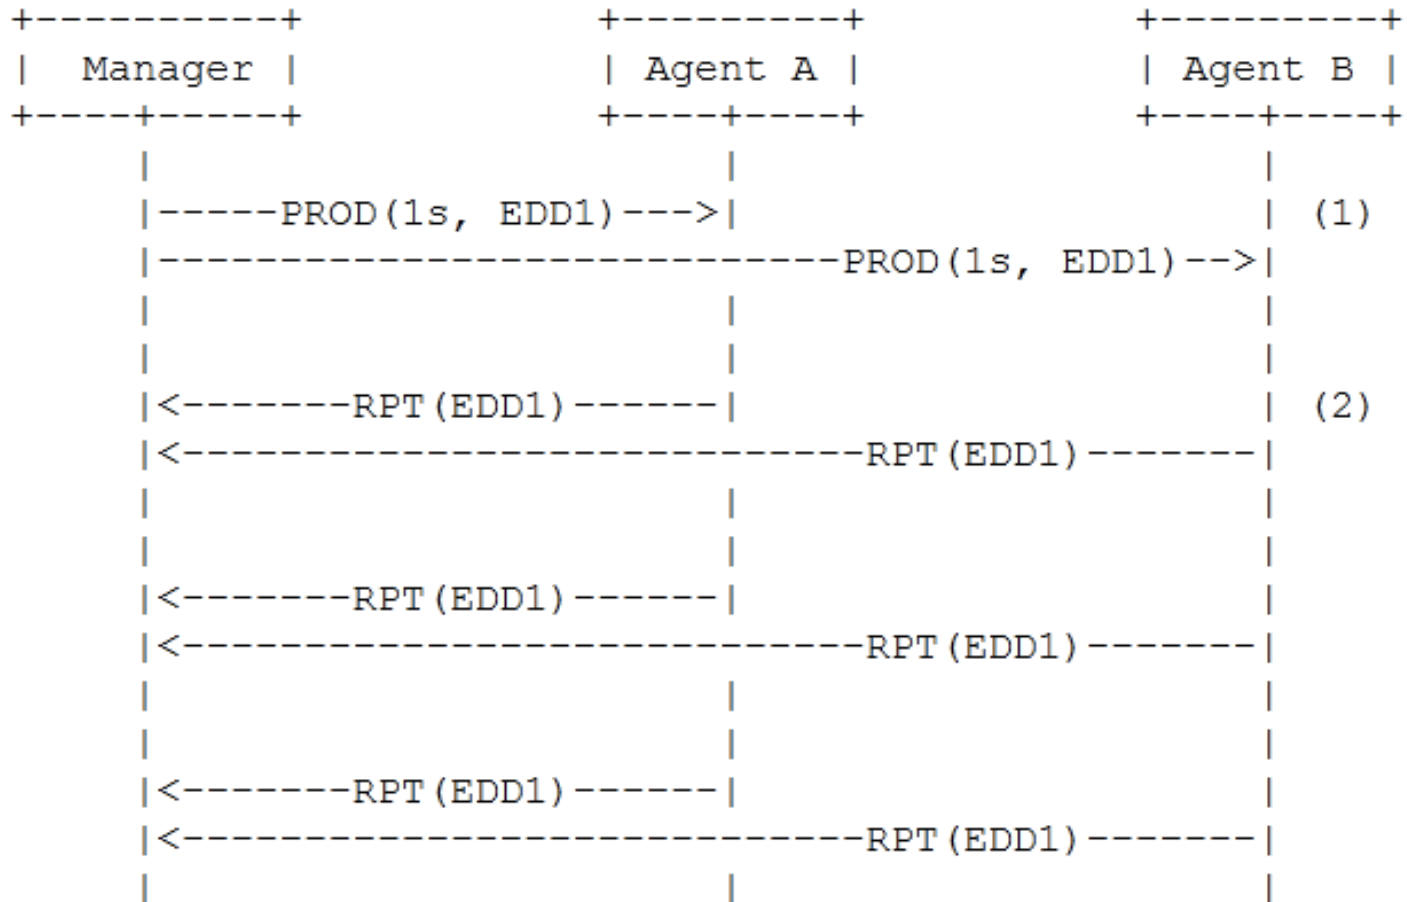 +----------+             +---------+            +---------+
|  Manager |             | Agent A |            | Agent B |
+----+-----+             +----+----+            +----+----+
     |                        |                      |
     |-----PROD(1s, EDD1)--->|                      | (1)
     |----------------------------PROD(1s, EDD1)-->|
     |                        |                      |
     |                        |                      |
     |<-------RPT(EDD1)------|                      | (2)
     |<----------------------------RPT(EDD1)-------|
     |                        |                      |
     |                        |                      |
     |<-------RPT(EDD1)------|                      |
     |<----------------------------RPT(EDD1)-------|
     |                        |                      |
     |                        |                      |
     |<-------RPT(EDD1)------|                      |
     |<----------------------------RPT(EDD1)-------|
     |                        |                      |